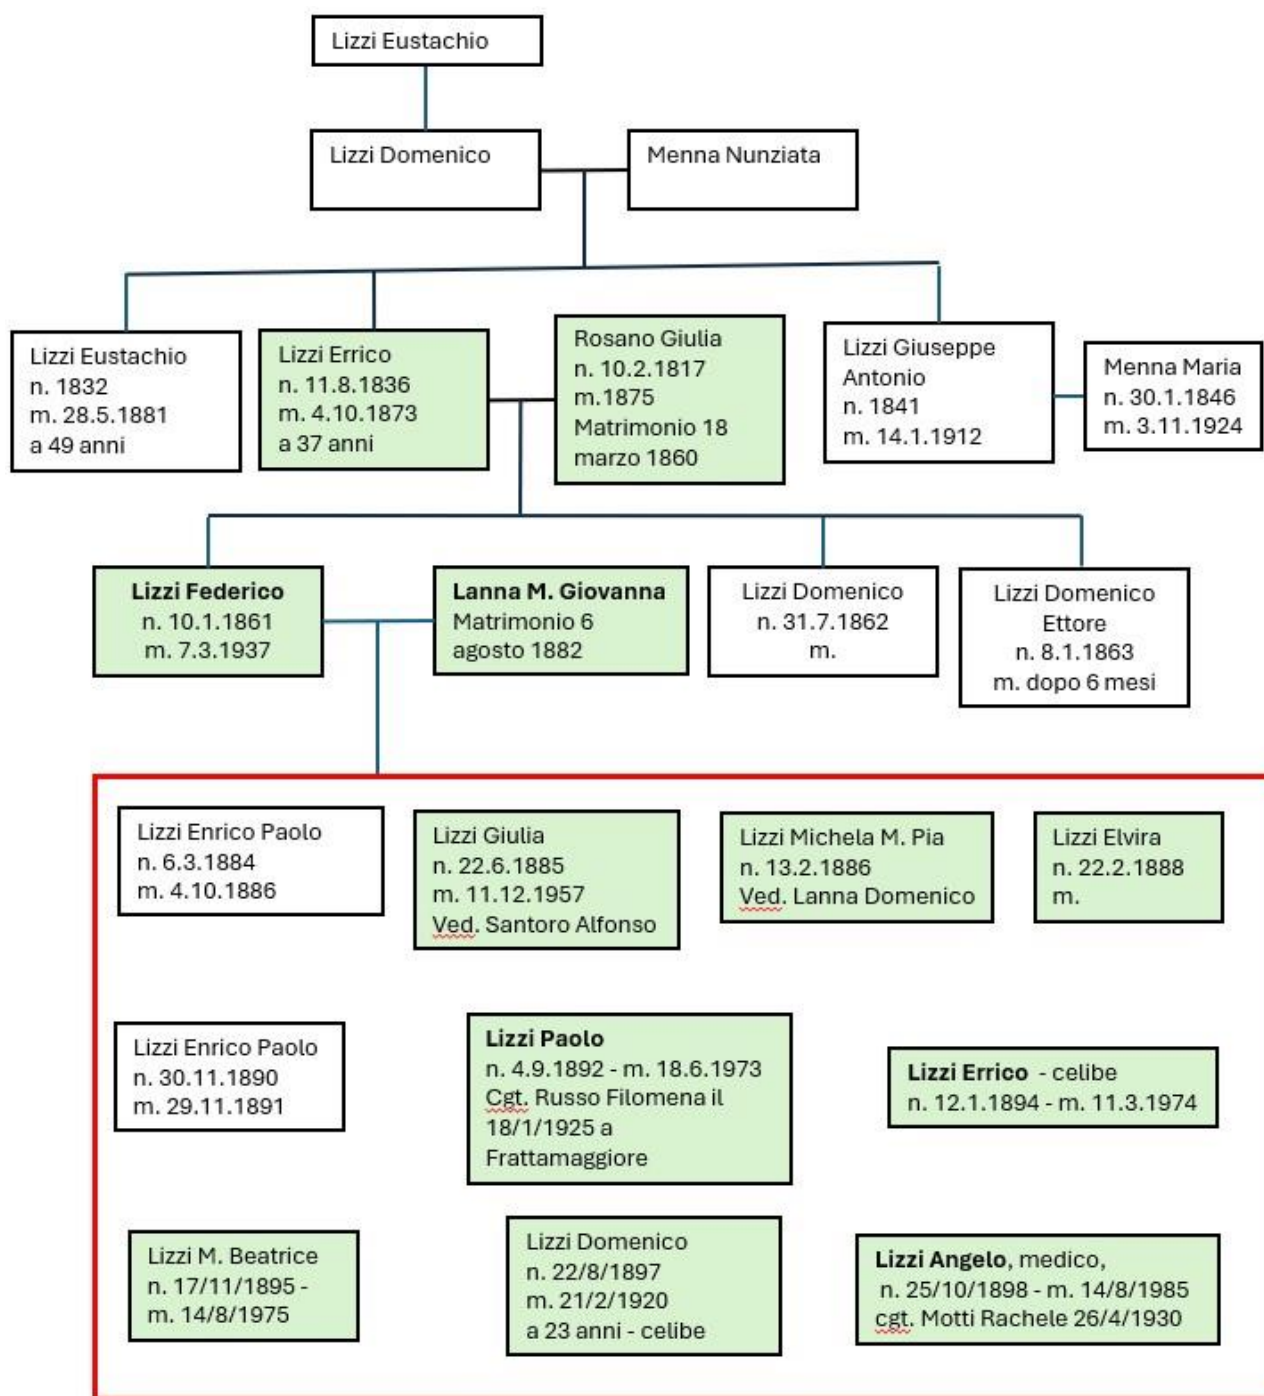 Lizzi Eustachio
Lizzi Domenico
Menna Nunziata
Lizzi Eustachio
n. 1832
m. 28.5.1881
a 49 anni
Lizzi Errico
n. 11.8.1836
m. 4.10.1873
a 37 anni
Rosano Giulia
n. 10.2.1817
m.1875
Matrimonio 18
marzo 1860
Lizzi Giuseppe
Antonio
n. 1841
m. 14.1.1912
Menna Maria
n. 30.1.1846
m. 3.11.1924
Lizzi Federico
n. 10.1.1861
m. 7.3.1937
Lanna M. Giovanna
Matrimonio 6
agosto 1882
Lizzi Domenico
n. 31.7.1862
m.
Lizzi Domenico
Ettore
n. 8.1.1863
m. dopo 6 mesi
Lizzi Enrico Paolo
n. 6.3.1884
m. 4.10.1886
Lizzi Giulia
n. 22.6.1885
m. 11.12.1957
Ved. Santoro Alfonso
Lizzi Michela M. Pia
n. 13.2.1886
Ved. Lanna Domenico
Lizzi Elvira
n. 22.2.1888
m.
Lizzi Enrico Paolo
n. 30.11.1890
m. 29.11.1891
Lizzi Paolo
n. 4.9.1892 - m. 18.6.1973
Cgt. Russo Filomena il
18/1/1925 a
Frattamaggiore
Lizzi Errico - celibe
n. 12.1.1894 - m. 11.3.1974
Lizzi M. Beatrice
n. 17/11/1895 -
m. 14/8/1975
Lizzi Domenico
n. 22/8/1897
m. 21/2/1920
a 23 anni - celibe
Lizzi Angelo, medico,
n. 25/10/1898 - m. 14/8/1985
cgt. Motti Rachele 26/4/1930